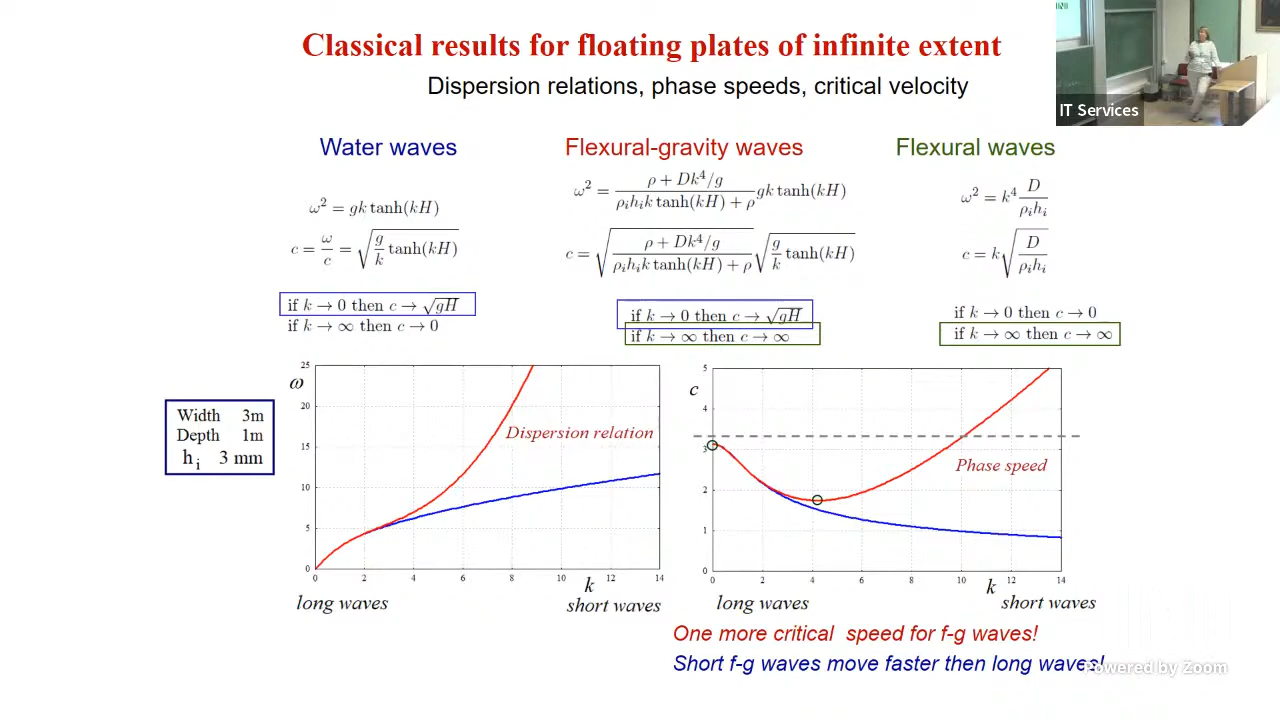 Classical results for floating plates of infinite extent
Dispersion relations, phase speeds, critical velocity
IT Services
Water waves
ω² = gk tanh(kH)
c = ω/c = √(g/k tanh(kH))
if k → 0 then c → √gH
if k → ∞ then c → 0
Flexural-gravity waves
ω² = (ρ + Dk⁴/g)/(ρᵢhᵢk tanh(kH) + ρ) gk tanh(kH)
c = √((ρ + Dk⁴/g)/(ρᵢhᵢk tanh(kH) + ρ)) √(g/k tanh(kH))
if k → 0 then c → √gH
if k → ∞ then c → ∞
Flexural waves
ω² = k⁴ D/(ρᵢhᵢ)
c = k√(D/(ρᵢhᵢ))
if k → 0 then c → 0
if k → ∞ then c → ∞
Width 3m
Depth 1m
hᵢ 3 mm
ω
25
20
15
10
5
0
Dispersion relation
0 2 4 6 8 10 12 14
k
long waves
short waves
c
5
4
3
2
1
0
Phase speed
0 2 4 6 8 10 12 14
k
long waves
short waves
One more critical speed for f-g waves!
Short f-g waves move faster then long waves!
Powered by Zoom